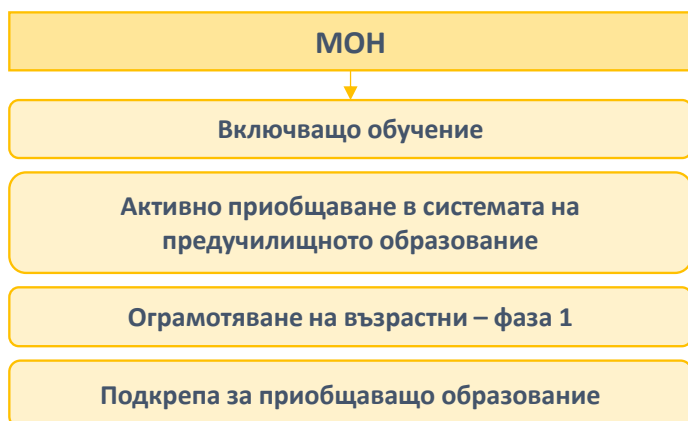 МОН
Включващо обучение
Активно приобщаване в системата на
предучилищното образование
Ограмотяване на възрастни – фаза 1
Подкрепа за приобщаващо образование